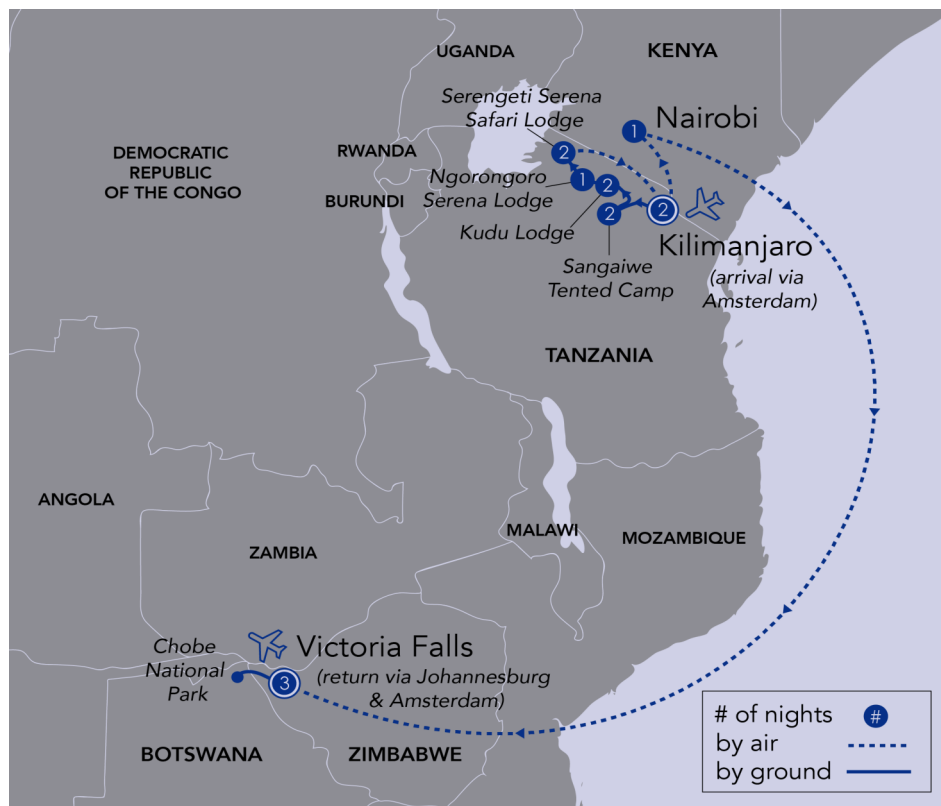 UGANDA
KENYA
Serengeti Serena
Safari Lodge
1
Nairobi
2
DEMOCRATIC
REPUBLIC
OF THE CONGO
RWANDA
Ngorongoro
Serena Lodge
1
2
BURUNDI
Kudu Lodge
2
2
Kilimanjaro
(arrival via
Amsterdam)
Sangaiwe
Tented Camp
TANZANIA
ANGOLA
MALAWI
MOZAMBIQUE
ZAMBIA
Chobe
National
Park
Victoria Falls
(return via Johannesburg
& Amsterdam)
3
BOTSWANA
ZIMBABWE
# of nights #
by air
by ground